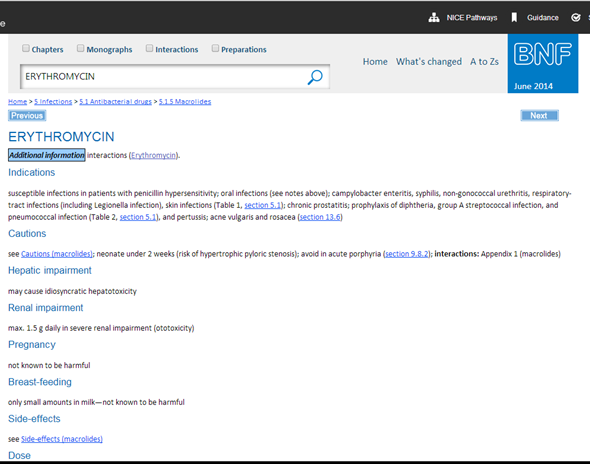 e
NICE Pathways Guidance S
Chapters Monographs Interactions Preparations
ERYTHROMYCIN
Home What's changed A to Zs
BNF
June 2014
Home > 5 Infections > 5.1 Antibacterial drugs > 5.1.5 Macrolides
Previous Next
ERYTHROMYCIN
Additional information interactions (Erythromycin).
Indications
susceptible infections in patients with penicillin hypersensitivity; oral infections (see notes above); campylobacter enteritis, syphilis, non-gonococcal urethritis, respiratory-
tract infections (including Legionella infection), skin infections (Table 1, section 5.1); chronic prostatitis; prophylaxis of diphtheria, group A streptococcal infection, and
pneumococcal infection (Table 2, section 5.1), and pertussis; acne vulgaris and rosacea (section 13.6)
Cautions
see Cautions (macrolides); neonate under 2 weeks (risk of hypertrophic pyloric stenosis); avoid in acute porphyria (section 9.8.2); interactions: Appendix 1 (macrolides)
Hepatic impairment
may cause idiosyncratic hepatotoxicity
Renal impairment
max. 1.5 g daily in severe renal impairment (ototoxicity)
Pregnancy
not known to be harmful
Breast-feeding
only small amounts in milk—not known to be harmful
Side-effects
see Side-effects (macrolides)
Dose